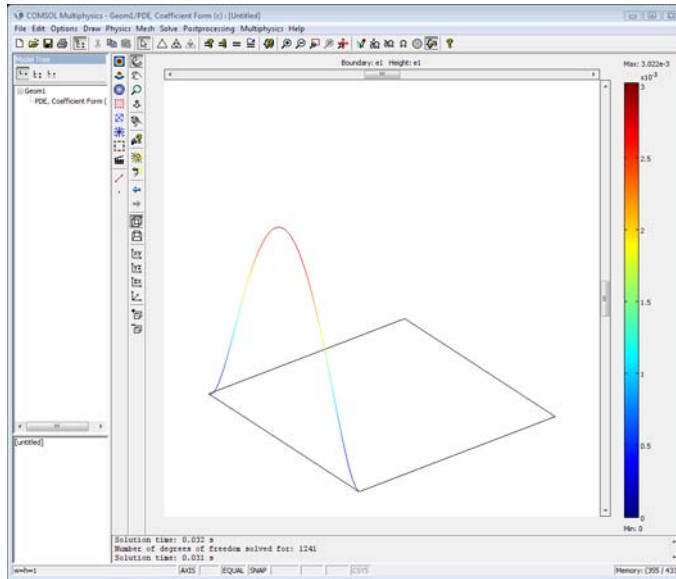 COMSOL Multiphysics - Geom1/PDE, Coefficient Form (c) : [Untitled]
File Edit Options Draw Physics Mesh Solve Postprocessing Multiphysics Help
Model Tree
Boundary: e1 Height: e1
Max: 3.022e-3
×10⁻³
Geom1
PDE, Coefficient Form (
3
2.5
2
1.5
1
0.5
0
Min: 0
[untitled]
Solution time: 0.032 s
Number of degrees of freedom solved for: 1241
Solution time: 0.031 s
AXIS EQUAL SNAP CSYS
Memory: (355 / 433